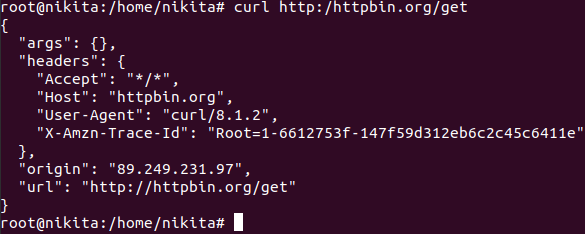 root@nikita:/home/nikita# curl http:/httpbin.org/get
{
  "args": {},
  "headers": {
    "Accept": "*/*",
    "Host": "httpbin.org",
    "User-Agent": "curl/8.1.2",
    "X-Amzn-Trace-Id": "Root=1-6612753f-147f59d312eb6c2c45c6411e"
  },
  "origin": "89.249.231.97",
  "url": "http://httpbin.org/get"
}
root@nikita:/home/nikita#